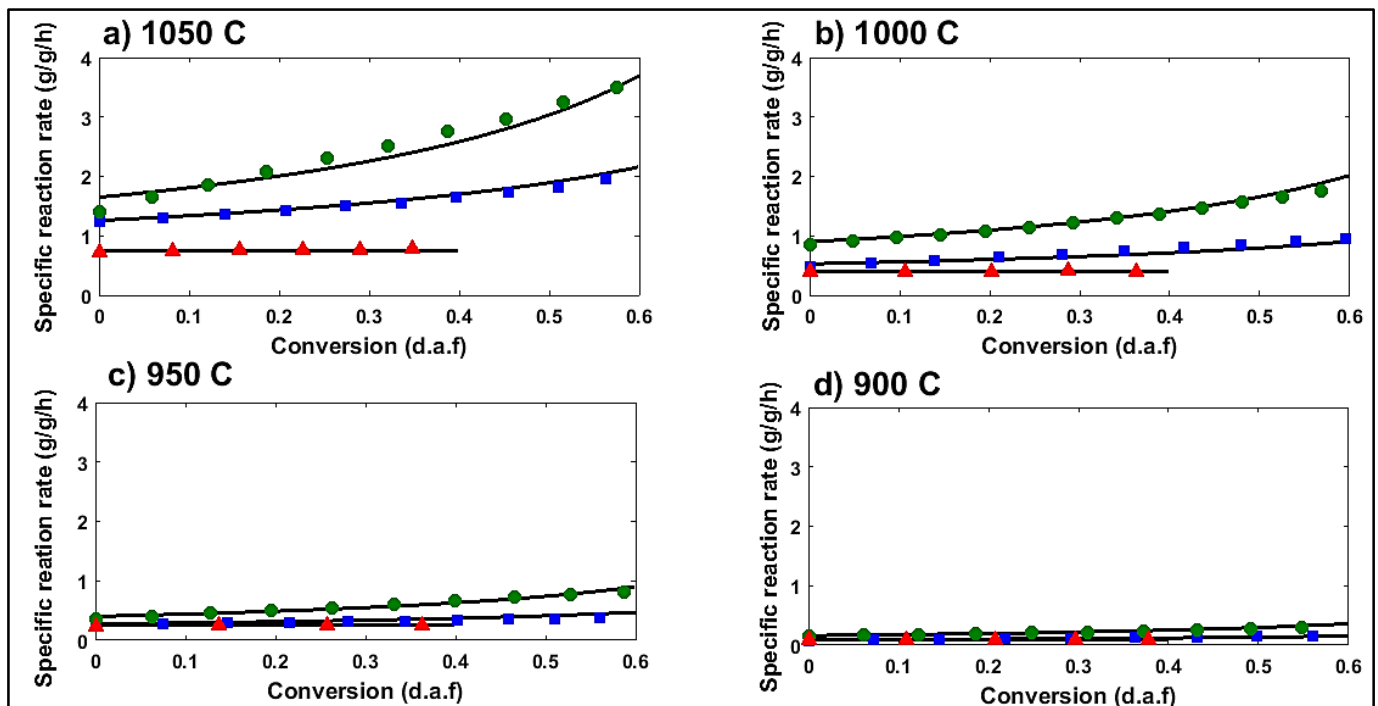 a) 1050 C
Specific reaction rate (g/g/h)
4
3
2
1
0
0 0.1 0.2 0.3 0.4 0.5 0.6
Conversion (d.a.f)
b) 1000 C
Specific reaction rate (g/g/h)
4
3
2
1
0
0 0.1 0.2 0.3 0.4 0.5 0.6
Conversion (d.a.f)
c) 950 C
Specific reation rate (g/g/h)
4
3
2
1
0
0 0.1 0.2 0.3 0.4 0.5 0.6
Conversion (d.a.f)
d) 900 C
Specific reaction rate (g/g/h)
4
3
2
1
0
0 0.1 0.2 0.3 0.4 0.5 0.6
Conversion (d.a.f)